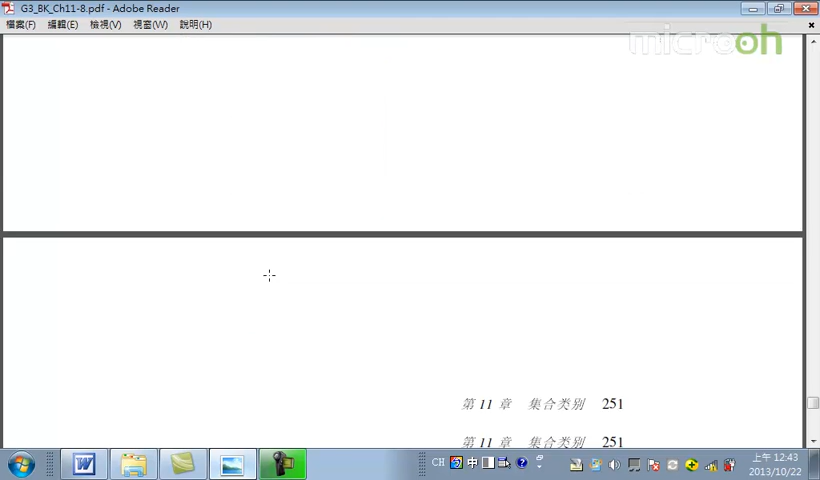 G3_BK_Ch11-8.pdf - Adobe Reader
檔案(F) 編輯(E) 檢視(V) 視窗(W) 說明(H)
microoh
第 11 章 集合类别 251
第 11 章 集合类别 251
CH 中
上午 12:43
2013/10/22